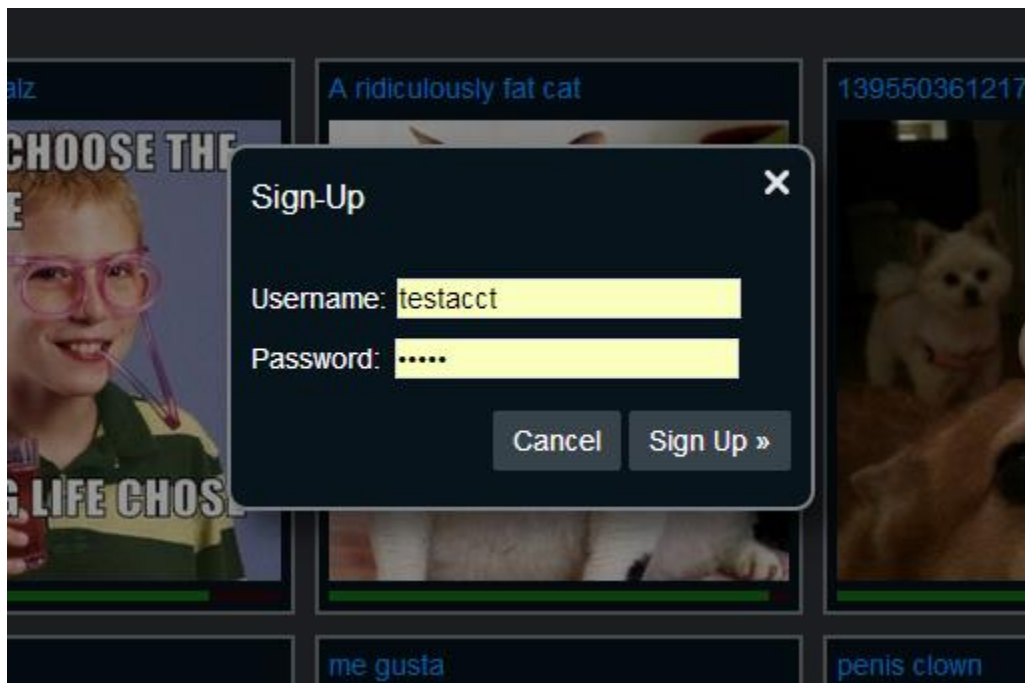 alz
A ridiculously fat cat
139550361217
CHOOSE THE
E
Sign-Up
Username: testacct
Password: •••••
Cancel
Sign Up »
G LIFE CHOSE
me gusta
penis clown